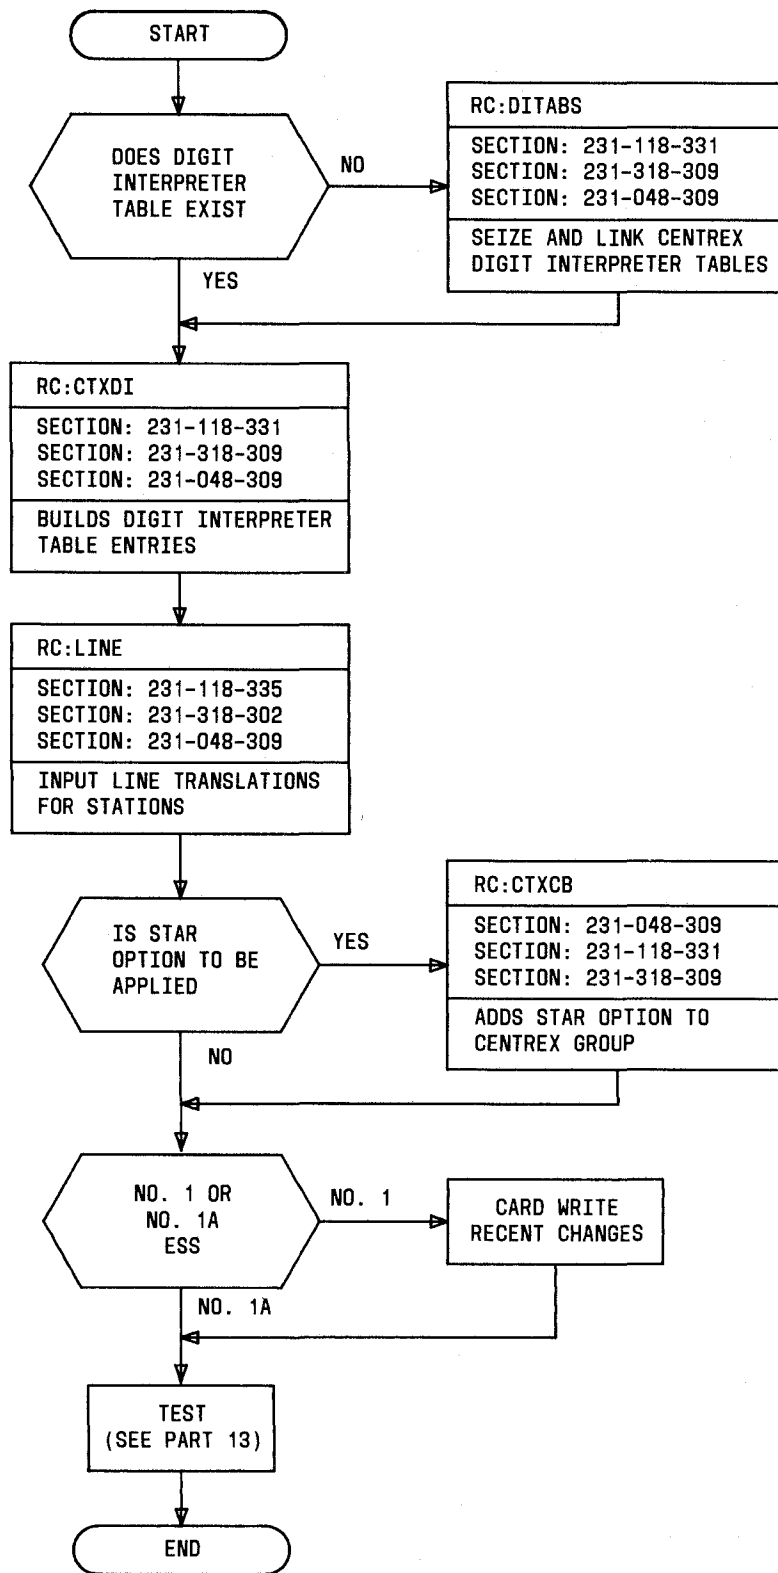 START
DOES DIGIT
INTERPRETER
TABLE EXIST
NO
RC:DITABS
SECTION: 231-118-331
SECTION: 231-318-309
SECTION: 231-048-309
SEIZE AND LINK CENTREX
DIGIT INTERPRETER TABLES
YES
RC:CTXDI
SECTION: 231-118-331
SECTION: 231-318-309
SECTION: 231-048-309
BUILDS DIGIT INTERPRETER
TABLE ENTRIES
RC:LINE
SECTION: 231-118-335
SECTION: 231-318-302
SECTION: 231-048-309
INPUT LINE TRANSLATIONS
FOR STATIONS
IS STAR
OPTION TO BE
APPLIED
YES
RC:CTXCB
SECTION: 231-048-309
SECTION: 231-118-331
SECTION: 231-318-309
ADDS STAR OPTION TO
CENTREX GROUP
NO
NO. 1 OR
NO. 1A
ESS
NO. 1
CARD WRITE
RECENT CHANGES
NO. 1A
TEST
(SEE PART 13)
END